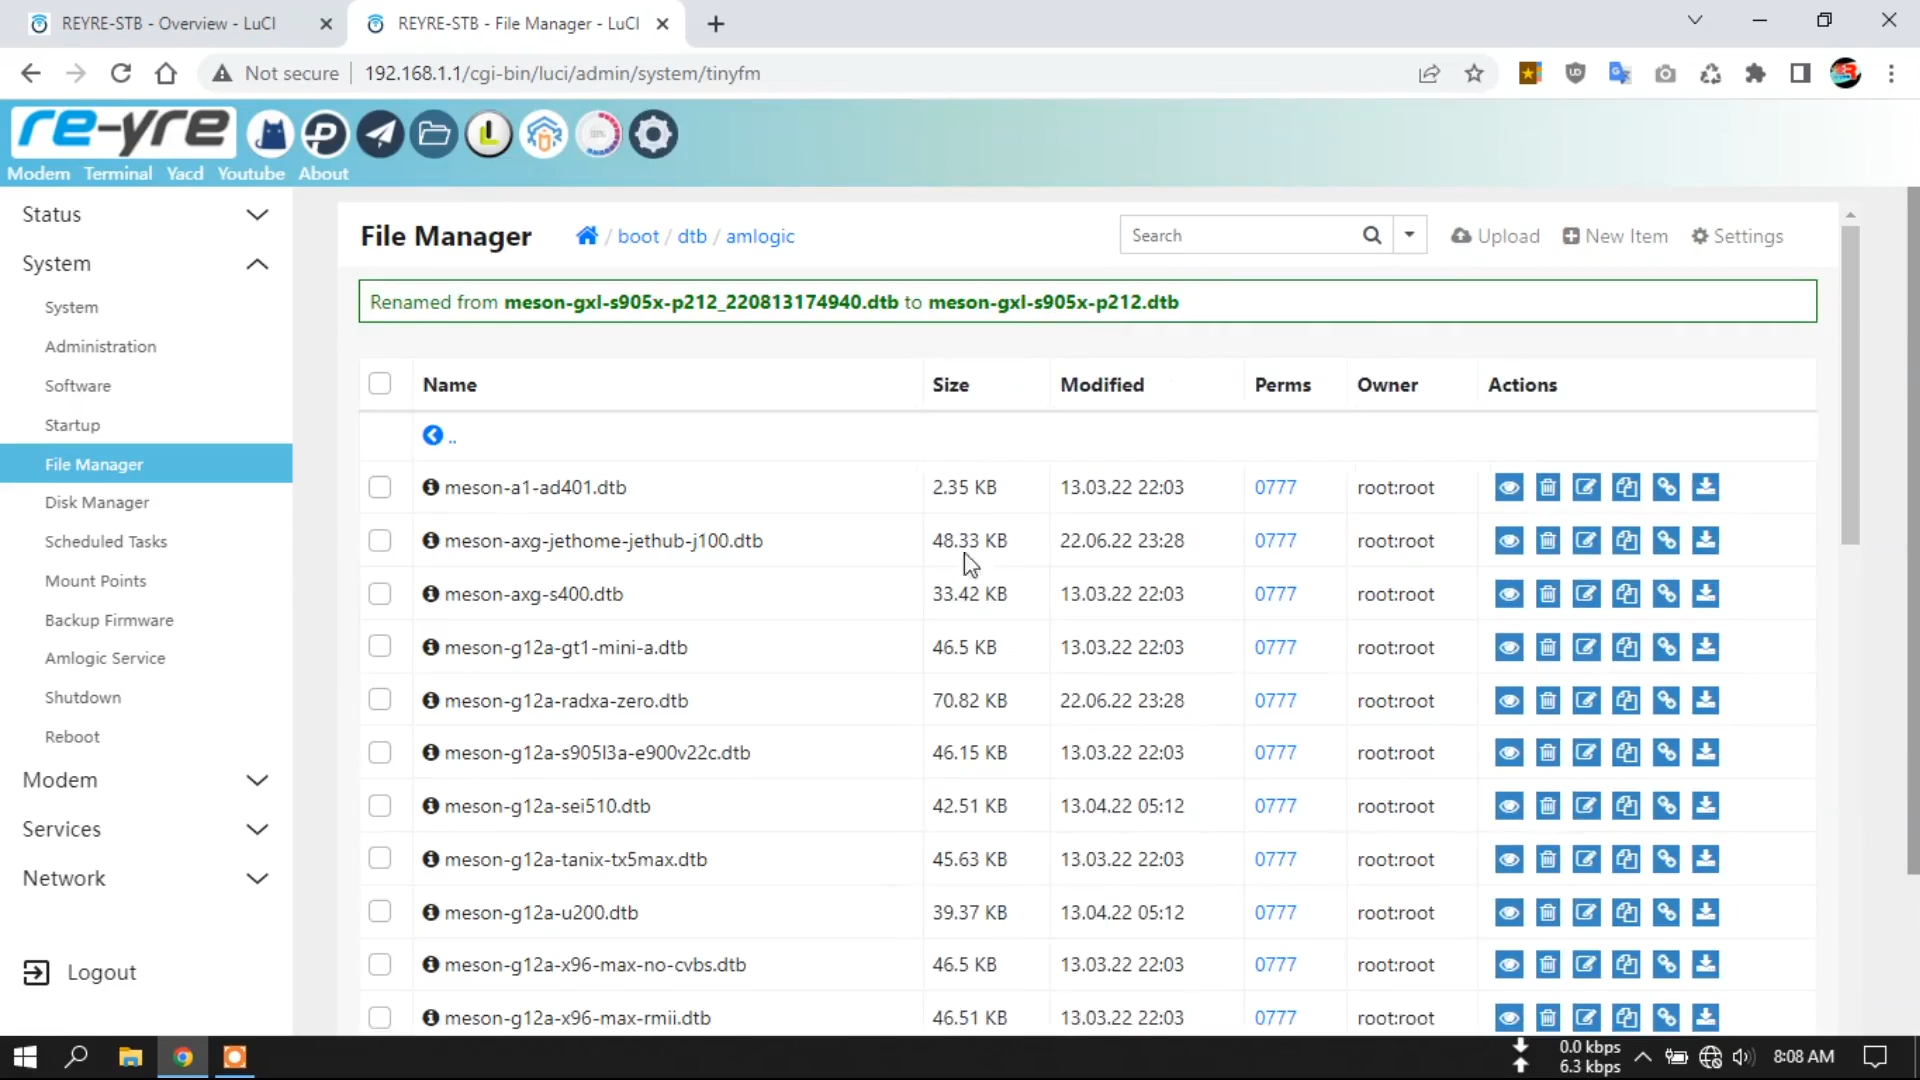 REYRE-STB - Overview - LuCI
REYRE-STB - File Manager - LuCI
Not secure 192.168.1.1/cgi-bin/luci/admin/system/tinyfm
re-yre
Modem Terminal Yacd Youtube About
Status
System
System
Administration
Software
Startup
File Manager
Disk Manager
Scheduled Tasks
Mount Points
Backup Firmware
Amlogic Service
Shutdown
Reboot
Modem
Services
Network
Logout
File Manager / boot / dtb / amlogic
Search Upload New Item Settings
Renamed from meson-gxl-s905x-p212_220813174940.dtb to meson-gxl-s905x-p212.dtb
Name Size Modified Perms Owner Actions
..
meson-a1-ad401.dtb 2.35 KB 13.03.22 22:03 0777 root:root
meson-axg-jethome-jethub-j100.dtb 48.33 KB 22.06.22 23:28 0777 root:root
meson-axg-s400.dtb 33.42 KB 13.03.22 22:03 0777 root:root
meson-g12a-gt1-mini-a.dtb 46.5 KB 13.03.22 22:03 0777 root:root
meson-g12a-radxa-zero.dtb 70.82 KB 22.06.22 23:28 0777 root:root
meson-g12a-s905l3a-e900v22c.dtb 46.15 KB 13.03.22 22:03 0777 root:root
meson-g12a-sei510.dtb 42.51 KB 13.04.22 05:12 0777 root:root
meson-g12a-tanix-tx5max.dtb 45.63 KB 13.03.22 22:03 0777 root:root
meson-g12a-u200.dtb 39.37 KB 13.04.22 05:12 0777 root:root
meson-g12a-x96-max-no-cvbs.dtb 46.5 KB 13.03.22 22:03 0777 root:root
meson-g12a-x96-max-rmii.dtb 46.51 KB 13.03.22 22:03 0777 root:root
0.0 kbps
6.3 kbps
8:08 AM